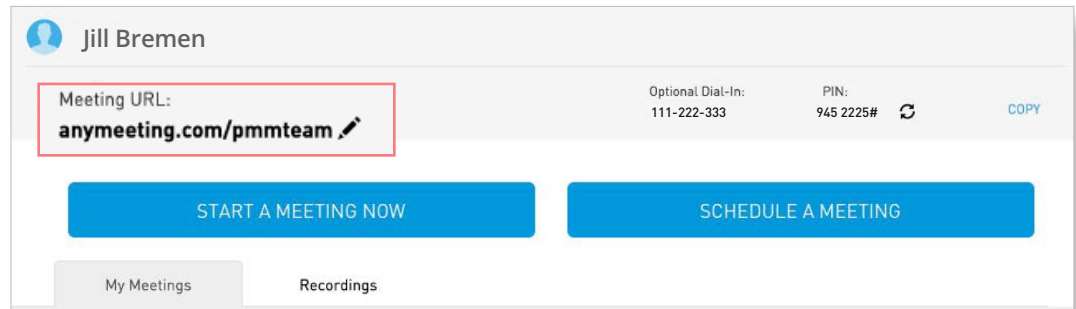 Jill Bremen
Meeting URL:
anymeeting.com/pmmteam
Optional Dial-In:
111-222-333
PIN:
945 2225#
COPY
START A MEETING NOW
SCHEDULE A MEETING
My Meetings
Recordings